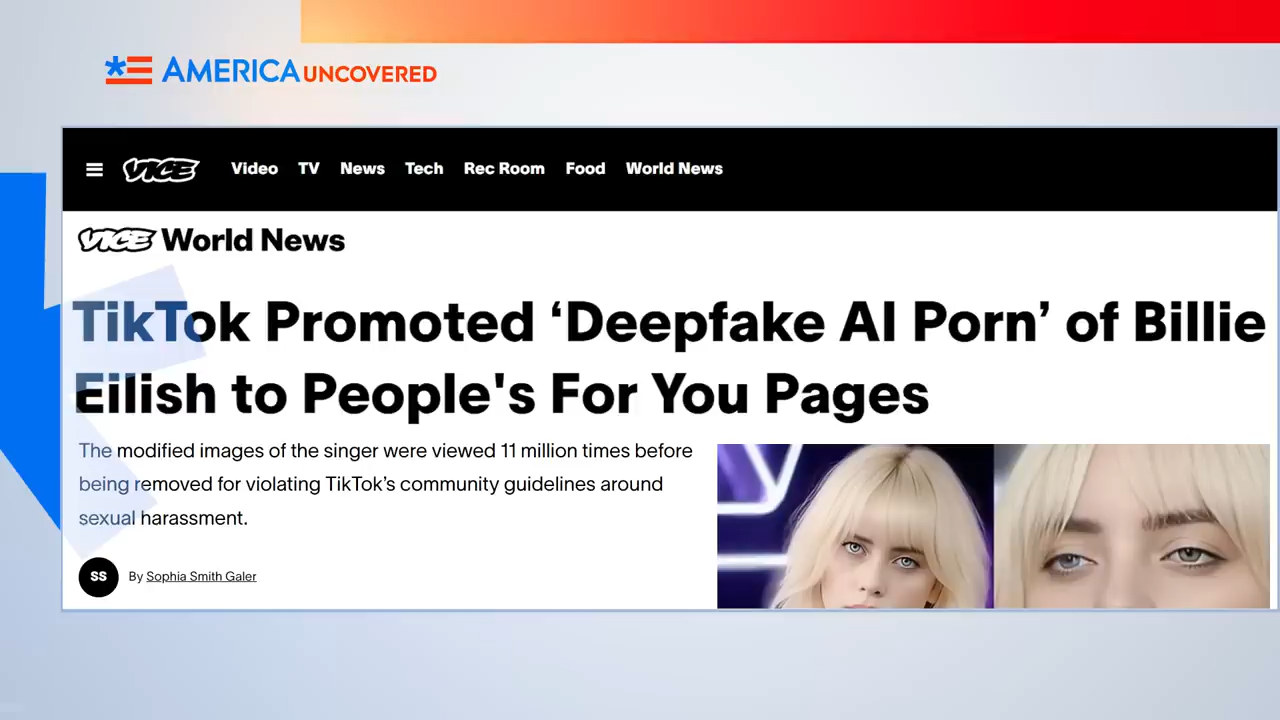 AMERICA UNCOVERED
VICE Video TV News Tech Rec Room Food World News
VICE World News
TikTok Promoted ‘Deepfake AI Porn’ of Billie
Eilish to People's For You Pages
The modified images of the singer were viewed 11 million times before
being removed for violating TikTok’s community guidelines around
sexual harassment.
SS By Sophia Smith Galer